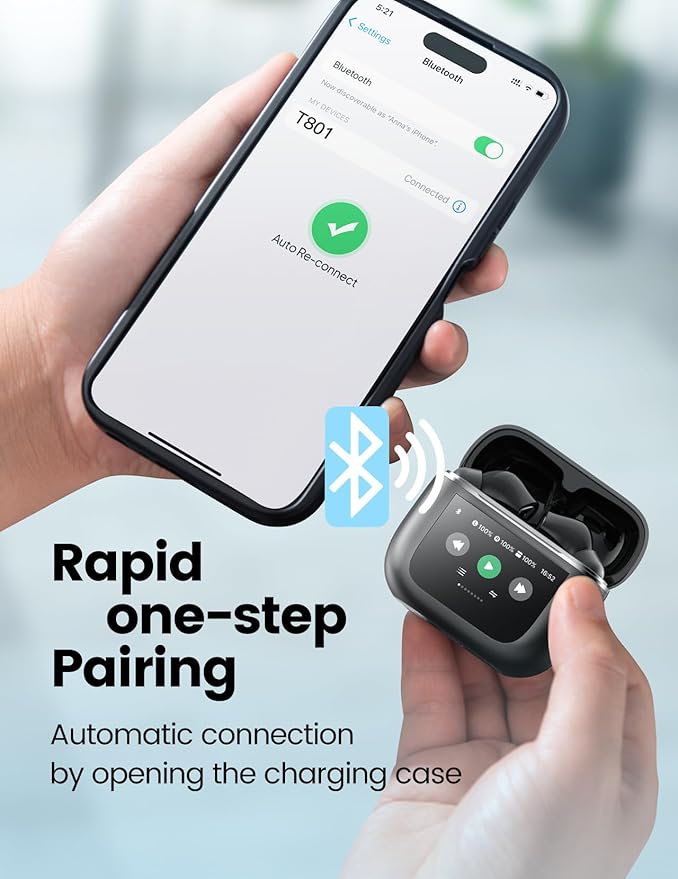 5:21
Settings
Bluetooth
Bluetooth
Now discoverable as "Anna's iPhone".
MY DEVICES
T801
Connected
Auto Re-connect
100% 100% 100% 16:52
Rapid
one-step
Pairing
Automatic connection
by opening the charging case